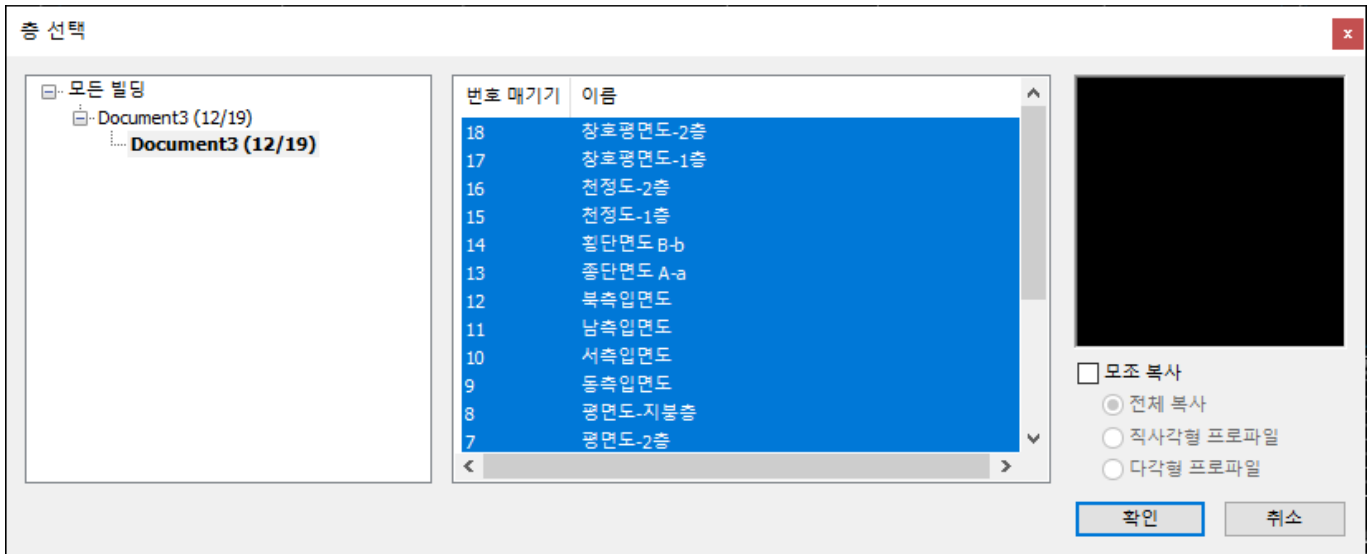 층 선택
x
모든 빌딩
Document3 (12/19)
Document3 (12/19)
번호 매기기 이름
18 창호평면도-2층
17 창호평면도-1층
16 천정도-2층
15 천정도-1층
14 횡단면도 B-b
13 종단면도 A-a
12 북측입면도
11 남측입면도
10 서측입면도
9 동측입면도
8 평면도-지붕층
7 평면도-2층
모조 복사
전체 복사
직사각형 프로파일
다각형 프로파일
확인 취소